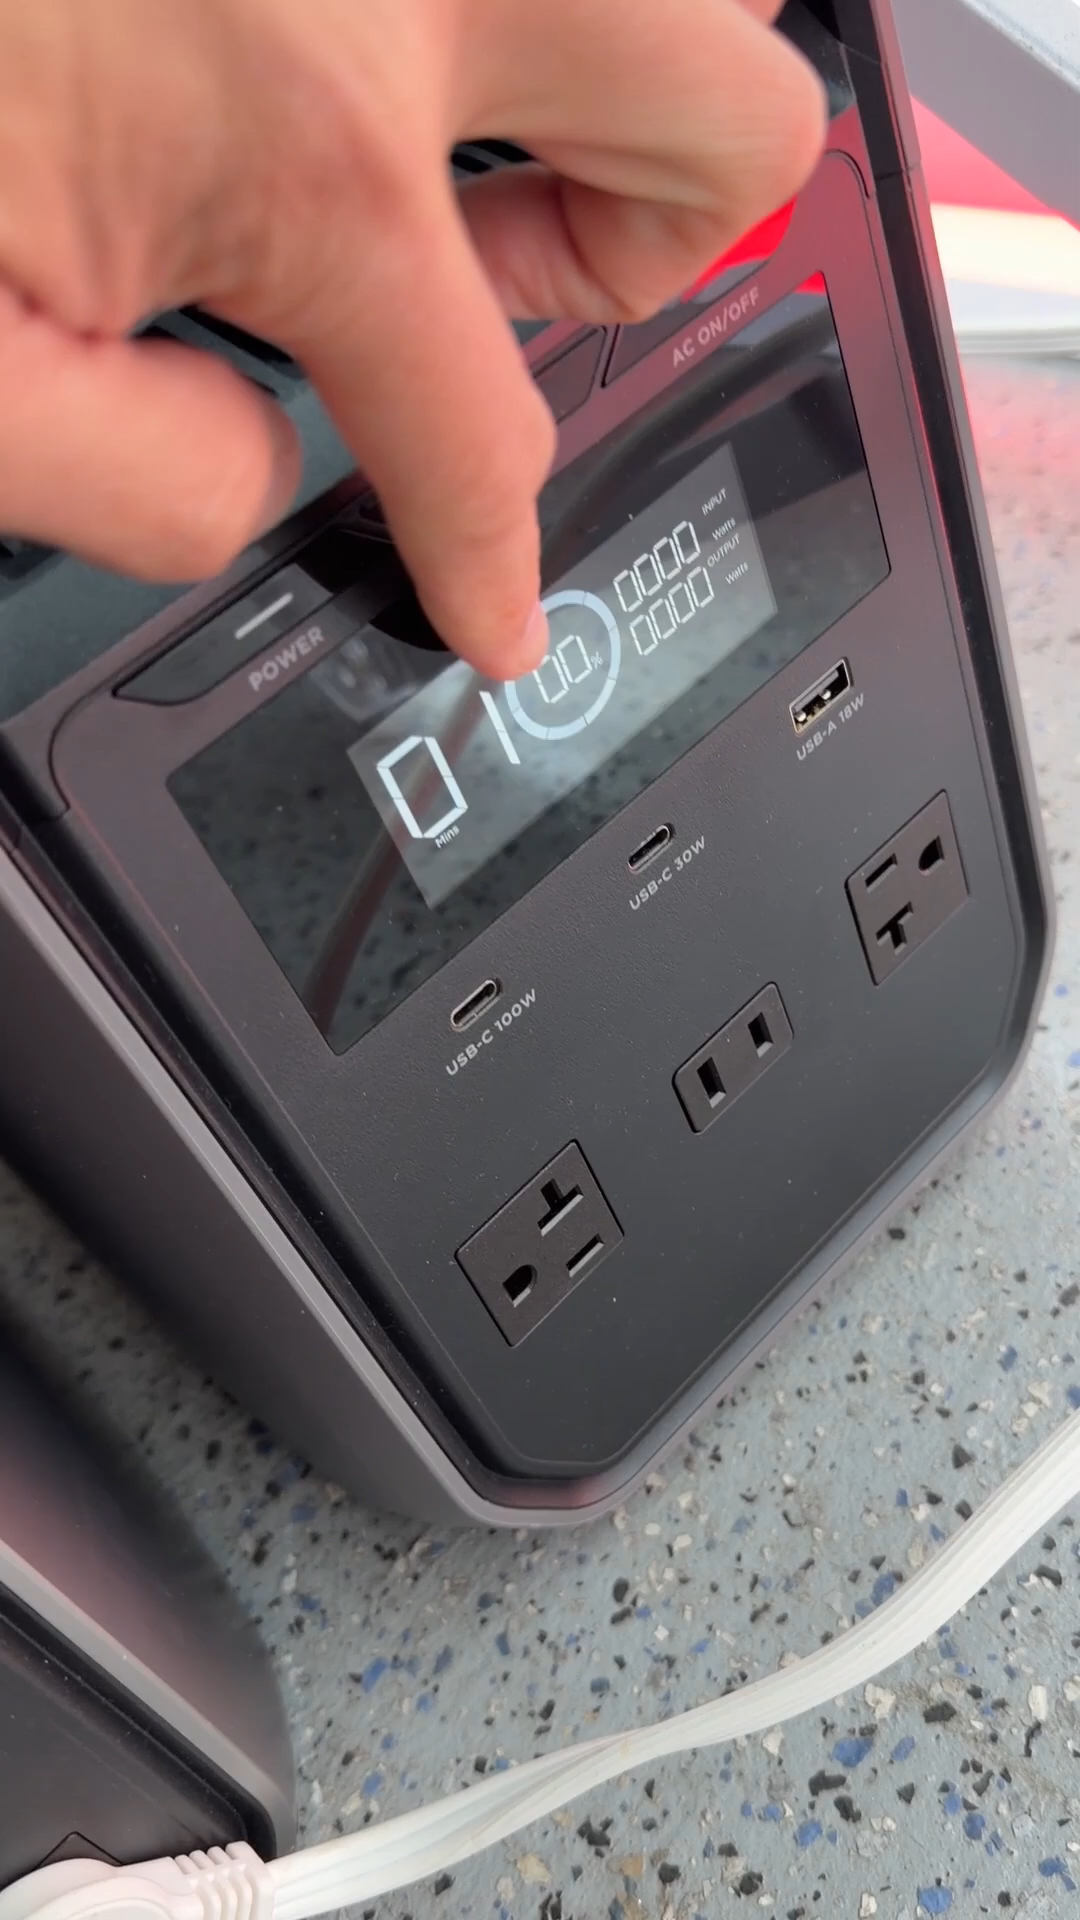 POWER
AC ON/OFF
0
Mins
00%
0000
INPUT
Watts
0000
OUTPUT
Watts
USB-C 100W
USB-C 30W
USB-A 18W